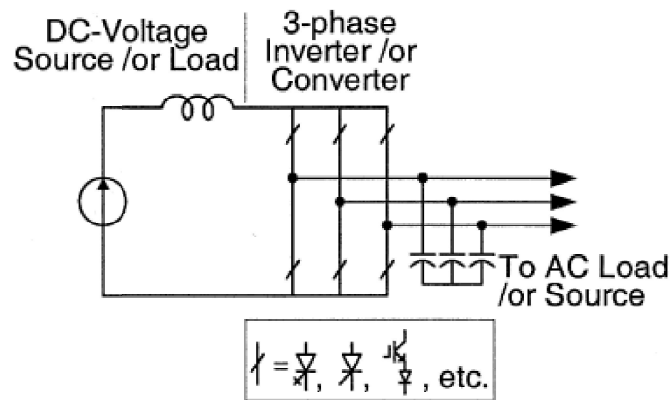 DC-Voltage
Source /or Load
3-phase
Inverter /or
Converter
To AC Load
/or Source
= , , , etc.